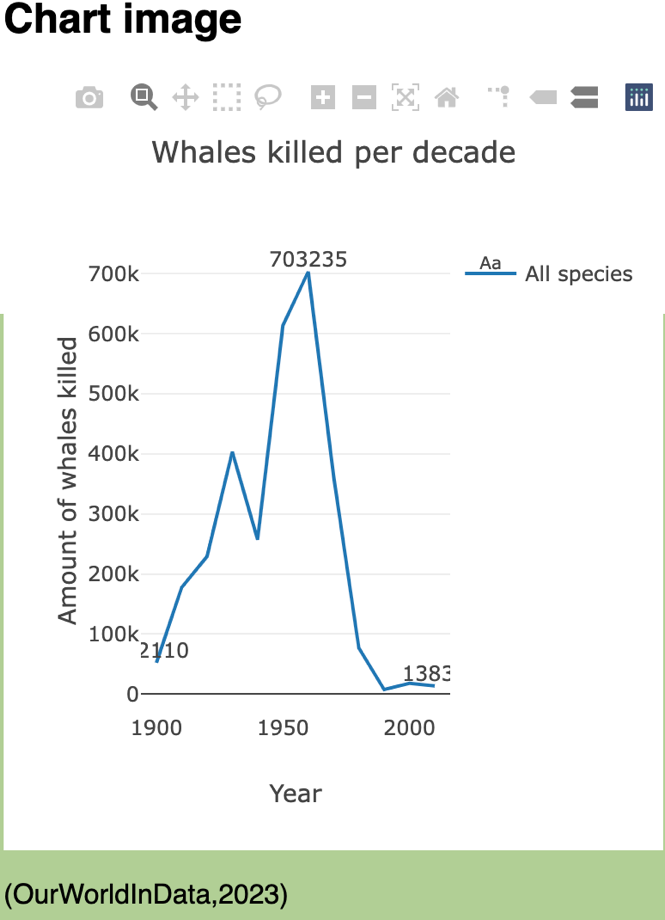 Chart image
Whales killed per decade
703235
Aa
All species
700k
600k
500k
400k
300k
200k
100k
0
Amount of whales killed
2110
1383
1900 1950 2000
Year
(OurWorldInData,2023)